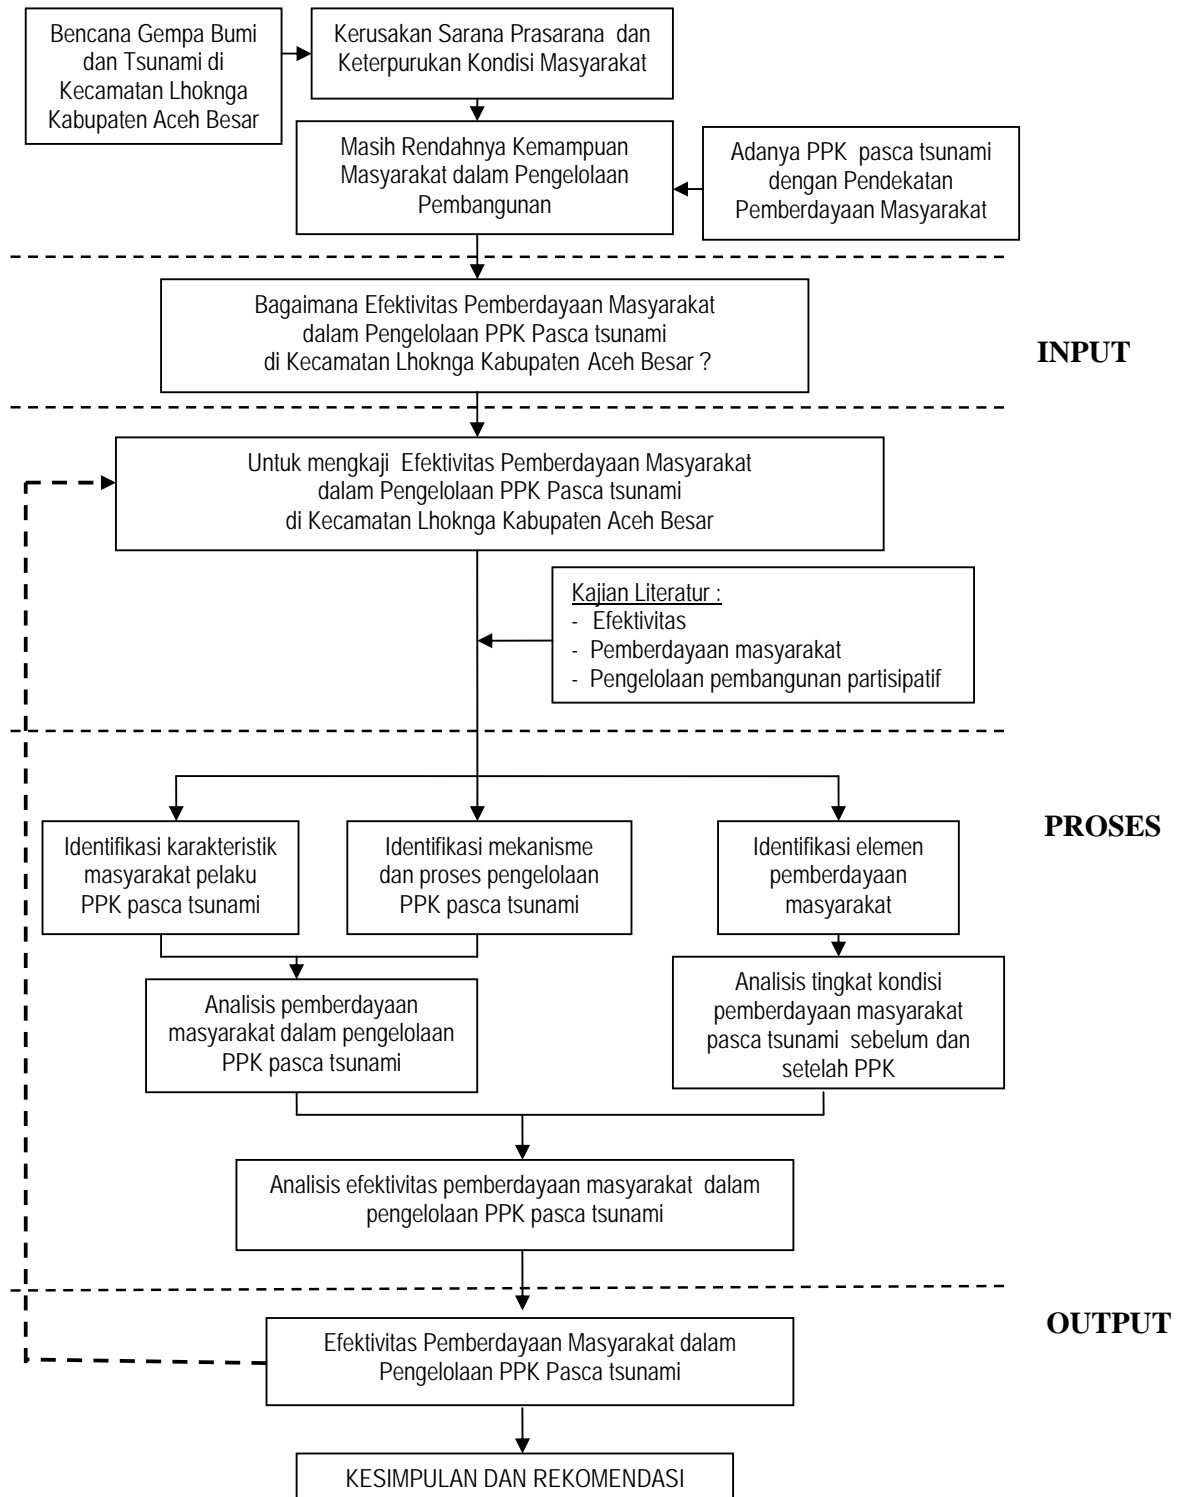 Bencana Gempa Bumi
dan Tsunami di
Kecamatan Lhoknga
Kabupaten Aceh Besar
Kerusakan Sarana Prasarana dan
Keterpurukan Kondisi Masyarakat
Masih Rendahnya Kemampuan
Masyarakat dalam Pengelolaan
Pembangunan
Adanya PPK pasca tsunami
dengan Pendekatan
Pemberdayaan Masyarakat
Bagaimana Efektivitas Pemberdayaan Masyarakat
dalam Pengelolaan PPK Pasca tsunami
di Kecamatan Lhoknga Kabupaten Aceh Besar ?
INPUT
Untuk mengkaji Efektivitas Pemberdayaan Masyarakat
dalam Pengelolaan PPK Pasca tsunami
di Kecamatan Lhoknga Kabupaten Aceh Besar
Kajian Literatur :
- Efektivitas
- Pemberdayaan masyarakat
- Pengelolaan pembangunan partisipatif
PROSES
Identifikasi karakteristik
masyarakat pelaku
PPK pasca tsunami
Identifikasi mekanisme
dan proses pengelolaan
PPK pasca tsunami
Identifikasi elemen
pemberdayaan
masyarakat
Analisis pemberdayaan
masyarakat dalam pengelolaan
PPK pasca tsunami
Analisis tingkat kondisi
pemberdayaan masyarakat
pasca tsunami sebelum dan
setelah PPK
Analisis efektivitas pemberdayaan masyarakat dalam
pengelolaan PPK pasca tsunami
OUTPUT
Efektivitas Pemberdayaan Masyarakat dalam
Pengelolaan PPK Pasca tsunami
KESIMPULAN DAN REKOMENDASI